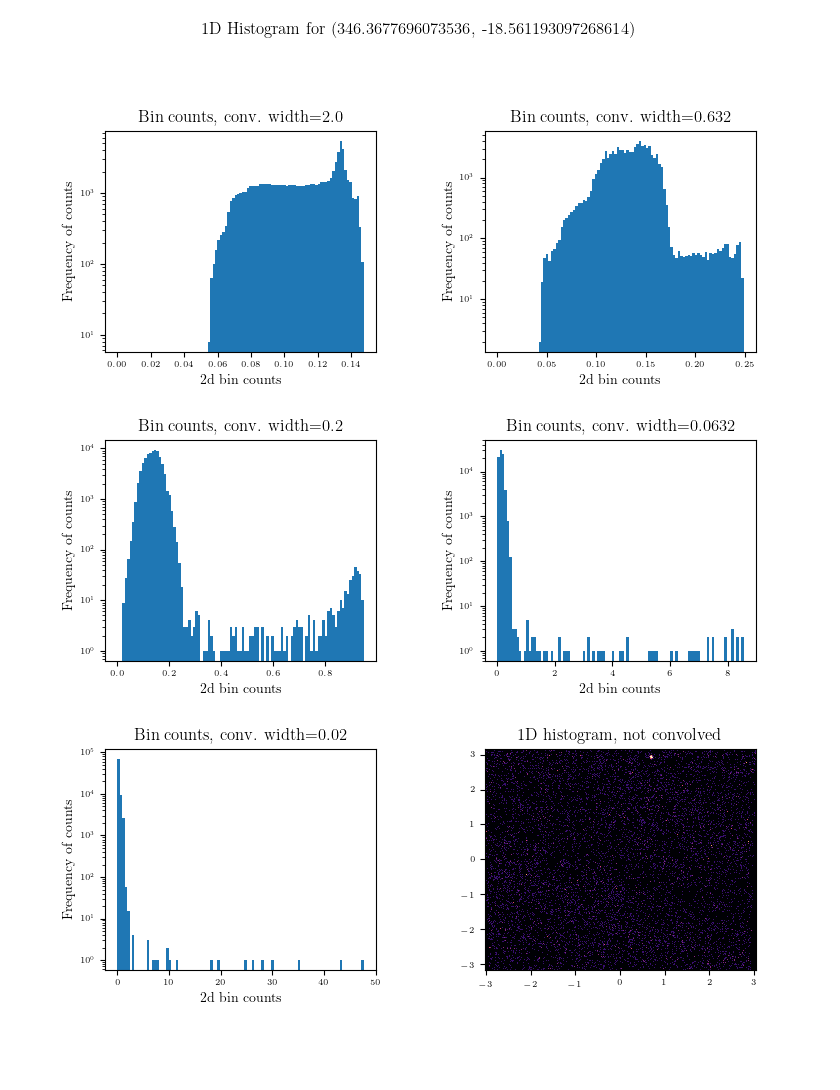 1D Histogram for (346.3677696073536, -18.561193097268614)
Bin counts, conv. width=2.0
Frequency of counts
10³
10²
10¹
0.00 0.02 0.04 0.06 0.08 0.10 0.12 0.14
2d bin counts
Bin counts, conv. width=0.632
Frequency of counts
10³
10²
10¹
0.00 0.05 0.10 0.15 0.20 0.25
2d bin counts
Bin counts, conv. width=0.2
Frequency of counts
10⁴
10³
10²
10¹
10⁰
0.0 0.2 0.4 0.6 0.8
2d bin counts
Bin counts, conv. width=0.0632
Frequency of counts
10⁴
10³
10²
10¹
10⁰
0 2 4 6 8
2d bin counts
Bin counts, conv. width=0.02
Frequency of counts
10⁵
10⁴
10³
10²
10¹
10⁰
0 10 20 30 40 50
2d bin counts
1D histogram, not convolved
3
2
1
0
−1
−2
−3
−3 −2 −1 0 1 2 3